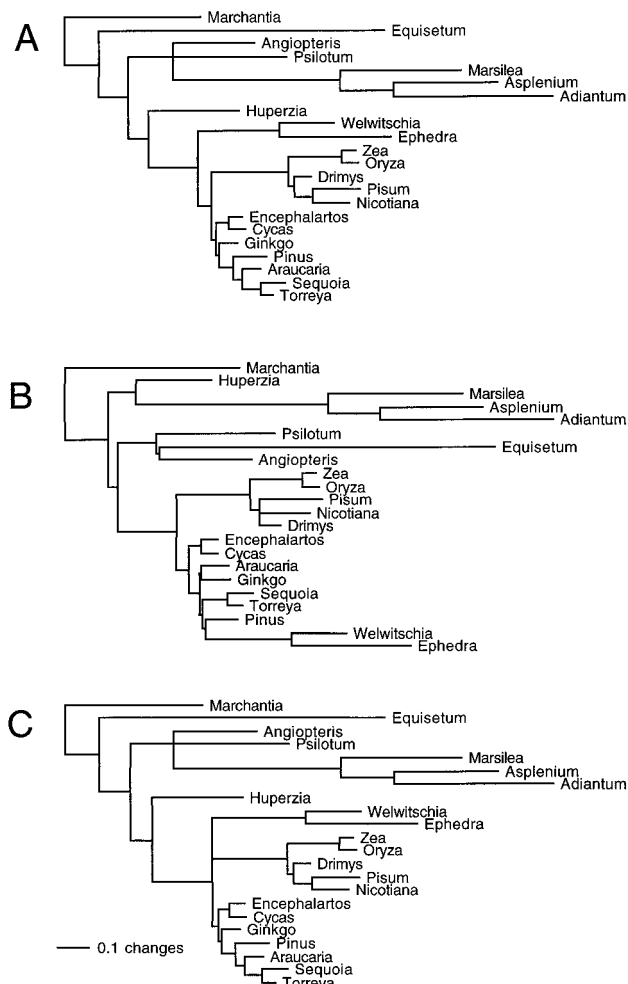 A
Marchantia
Equisetum
Angiopteris
Psilotum
Marsilea
Asplenium
Adiantum
Huperzia
Welwitschia
Ephedra
Zea
Oryza
Drimys
Pisum
Nicotiana
Encephalartos
Cycas
Ginkgo
Pinus
Araucaria
Sequoia
Torreya
B
Marchantia
Huperzia
Marsilea
Asplenium
Adiantum
Psilotum
Equisetum
Angiopteris
Zea
Oryza
Pisum
Nicotiana
Drimys
Encephalartos
Cycas
Araucaria
Ginkgo
Sequoia
Torreya
Pinus
Welwitschia
Ephedra
C
Marchantia
Equisetum
Angiopteris
Psilotum
Marsilea
Asplenium
Adiantum
Huperzia
Welwitschia
Ephedra
Zea
Oryza
Drimys
Pisum
Nicotiana
Encephalartos
Cycas
Ginkgo
Pinus
0.1 changes
Araucaria
Sequoia
Torreya